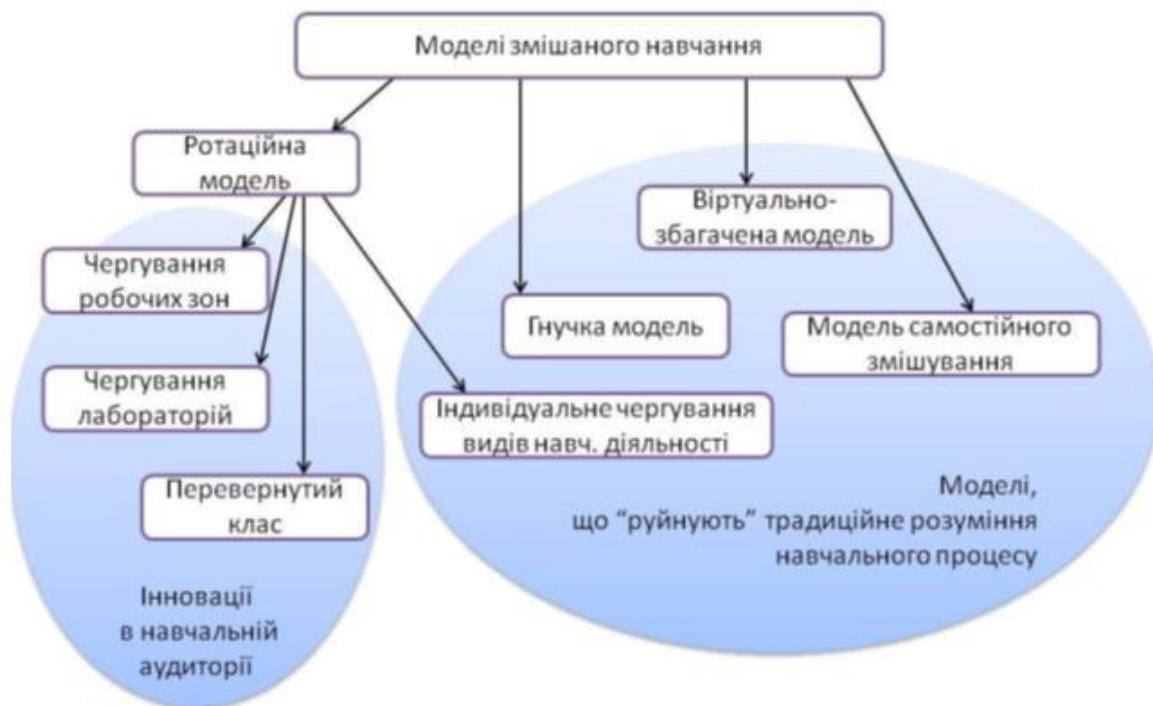 Моделі змішаного навчання
Ротаційна
модель
Віртуально-
збагачена модель
Чергування
робочих зон
Гнучка модель
Модель самостійного
змішування
Чергування
лабораторій
Індивідуальне чергування
видів навч. діяльності
Перевернутий
клас
Моделі,
що “руйнують” традиційне розуміння
навчального процесу
Інновації
в навчальній
аудиторії